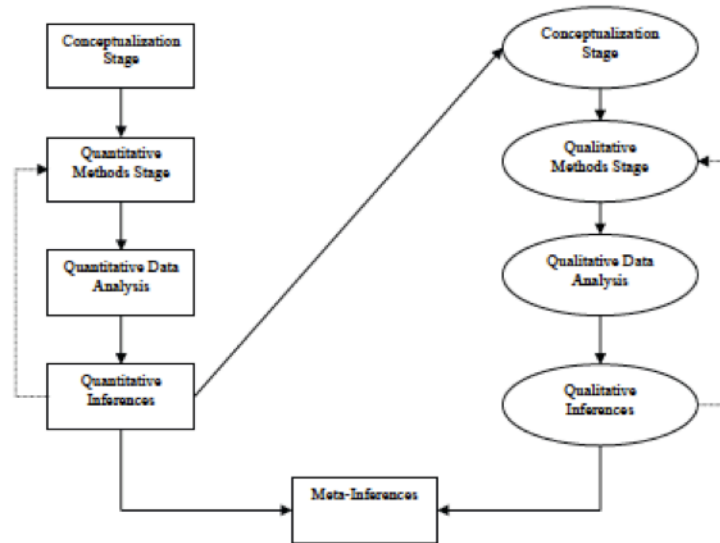 Conceptualization
Stage
Quantitative
Methods Stage
Quantitative Data
Analysis
Quantitative
Inferences
Conceptualization
Stage
Qualitative
Methods Stage
Qualitative Data
Analysis
Qualitative
Inferences
Meta-Inferences